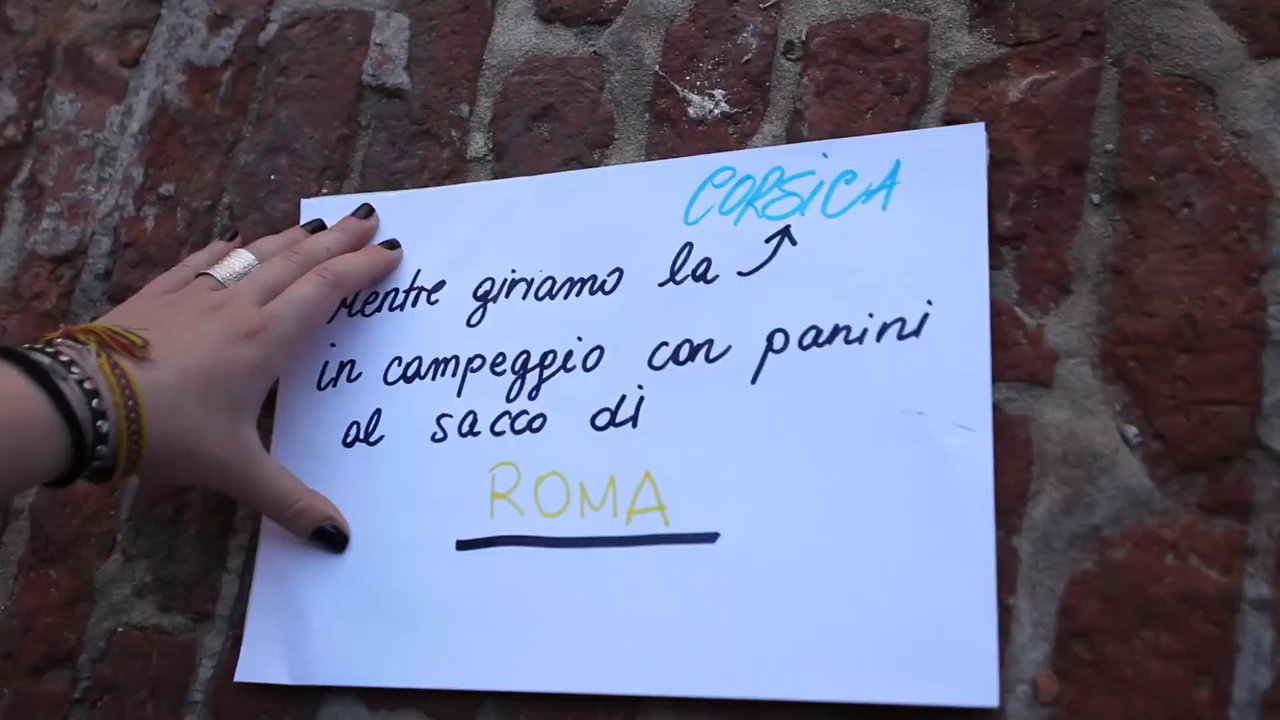 CORSiCA
Mentre giriamo la
in campeggio con panini
al sacco di
ROMA